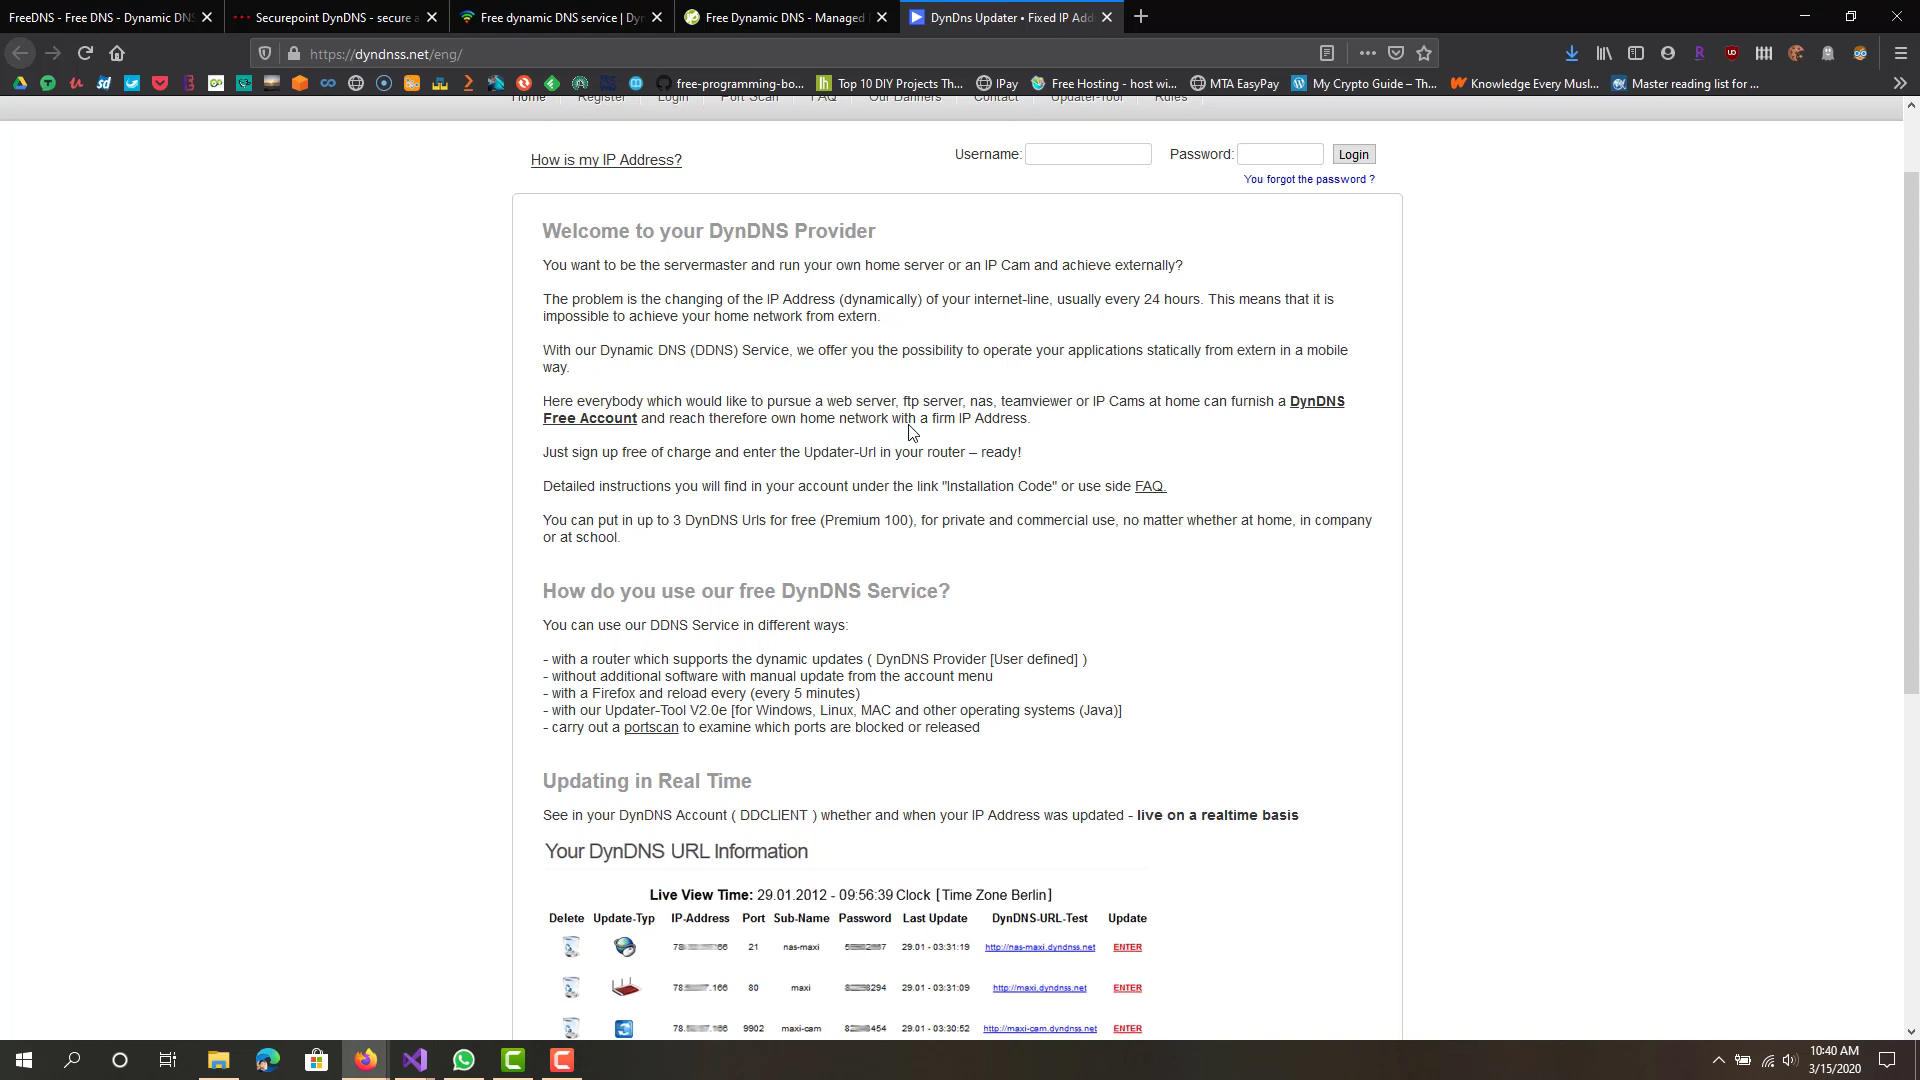 FreeDNS - Free DNS - Dynamic DNS
Securepoint DynDNS - secure a
Free dynamic DNS service | Dyn
Free Dynamic DNS - Managed
DynDns Updater • Fixed IP Add
https://dyndnss.net/eng/
free-programming-bo...
Top 10 DIY Projects Th...
IPay
Free Hosting - host wi...
MTA EasyPay
My Crypto Guide – Th...
Knowledge Every Musl...
Master reading list for ...
Home Register Login Port Scan FAQ Our Banners Contact Updater-Tool Rules
How is my IP Address?
Username:
Password:
Login
You forgot the password ?
Welcome to your DynDNS Provider
You want to be the servermaster and run your own home server or an IP Cam and achieve externally?
The problem is the changing of the IP Address (dynamically) of your internet-line, usually every 24 hours. This means that it is
impossible to achieve your home network from extern.
With our Dynamic DNS (DDNS) Service, we offer you the possibility to operate your applications statically from extern in a mobile
way.
Here everybody which would like to pursue a web server, ftp server, nas, teamviewer or IP Cams at home can furnish a DynDNS
Free Account and reach therefore own home network with a firm IP Address.
Just sign up free of charge and enter the Updater-Url in your router – ready!
Detailed instructions you will find in your account under the link "Installation Code" or use side FAQ.
You can put in up to 3 DynDNS Urls for free (Premium 100), for private and commercial use, no matter whether at home, in company
or at school.
How do you use our free DynDNS Service?
You can use our DDNS Service in different ways:
- with a router which supports the dynamic updates ( DynDNS Provider [User defined] )
- without additional software with manual update from the account menu
- with a Firefox and reload every (every 5 minutes)
- with our Updater-Tool V2.0e [for Windows, Linux, MAC and other operating systems (Java)]
- carry out a portscan to examine which ports are blocked or released
Updating in Real Time
See in your DynDNS Account ( DDCLIENT ) whether and when your IP Address was updated - live on a realtime basis
Your DynDNS URL Information
Live View Time: 29.01.2012 - 09:56:39 Clock [Time Zone Berlin]
Delete Update-Typ IP-Address Port Sub-Name Password Last Update DynDNS-URL-Test Update
21 nas-maxi 29.01 - 03:31:19 http://nas-maxi.dyndnss.net ENTER
80 maxi 29.01 - 03:31:09 http://maxi.dyndnss.net ENTER
9902 maxi-cam 29.01 - 03:30:52 http://maxi-cam.dyndnss.net ENTER
10:40 AM
3/15/2020